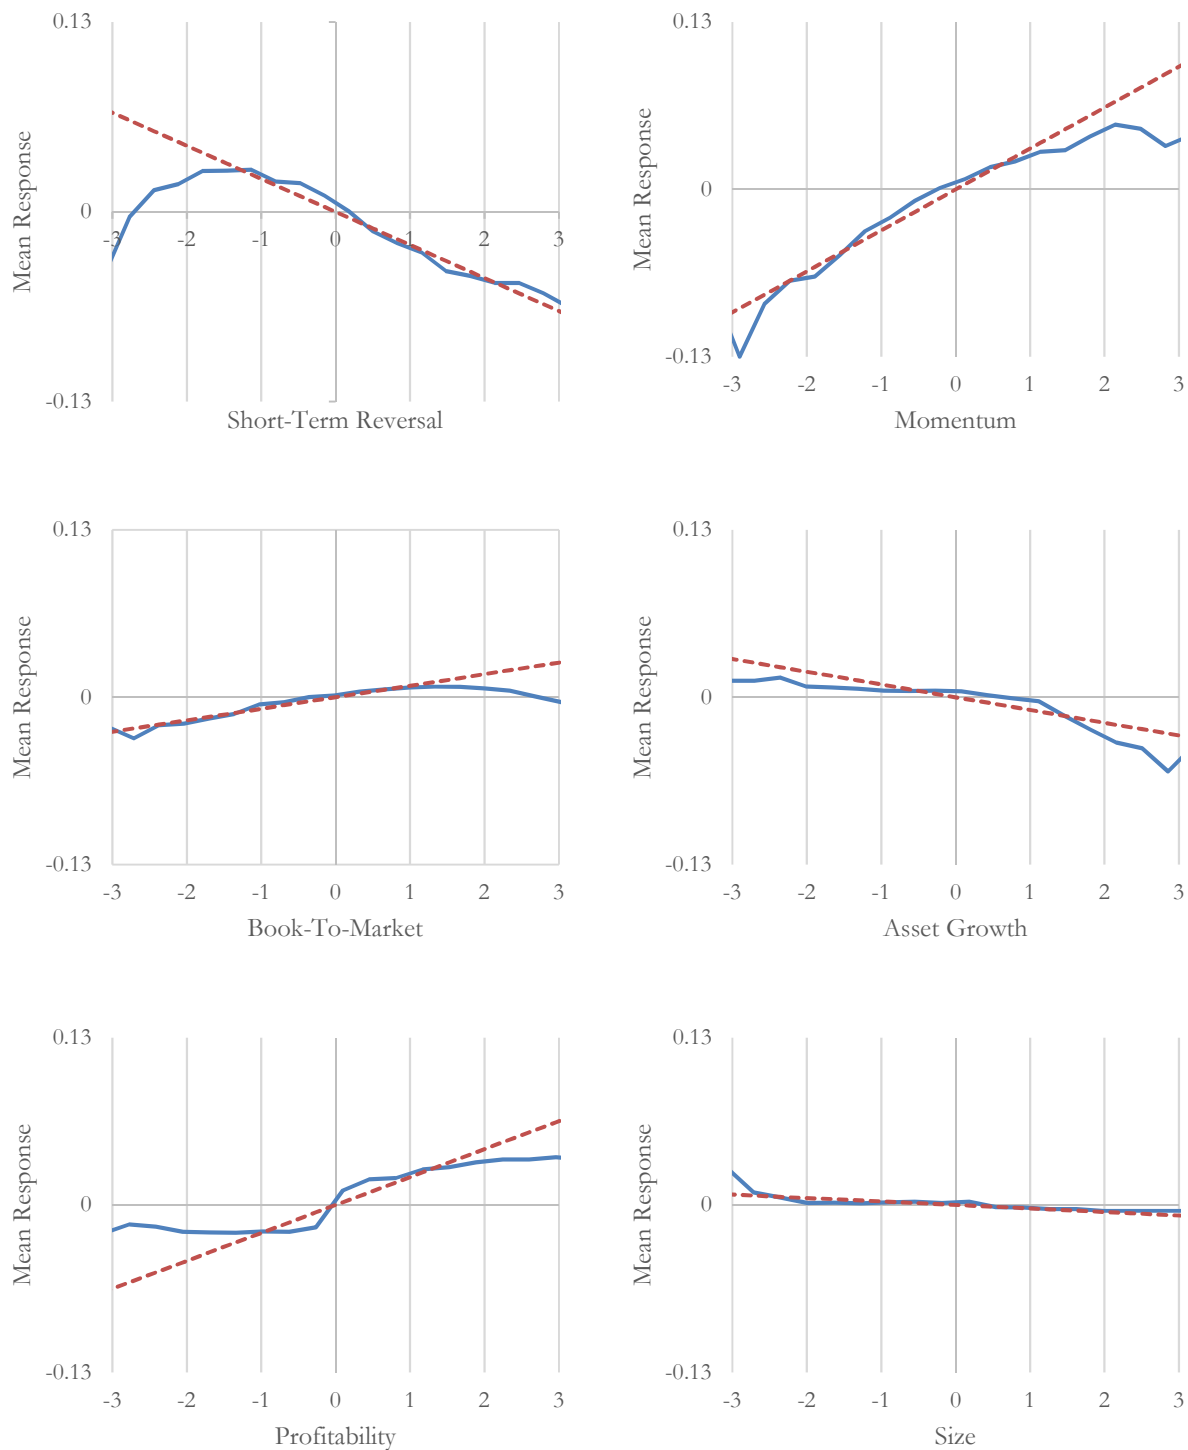 0.13
0
-0.13
-3 -2 -1 0 1 2 3
Mean Response
Short-Term Reversal
0.13
0
-0.13
-3 -2 -1 0 1 2 3
Mean Response
Momentum
0.13
0
-0.13
-3 -2 -1 0 1 2 3
Mean Response
Book-To-Market
0.13
0
-0.13
-3 -2 -1 0 1 2 3
Mean Response
Asset Growth
0.13
0
-0.13
-3 -2 -1 0 1 2 3
Mean Response
Profitability
0.13
0
-0.13
-3 -2 -1 0 1 2 3
Mean Response
Size